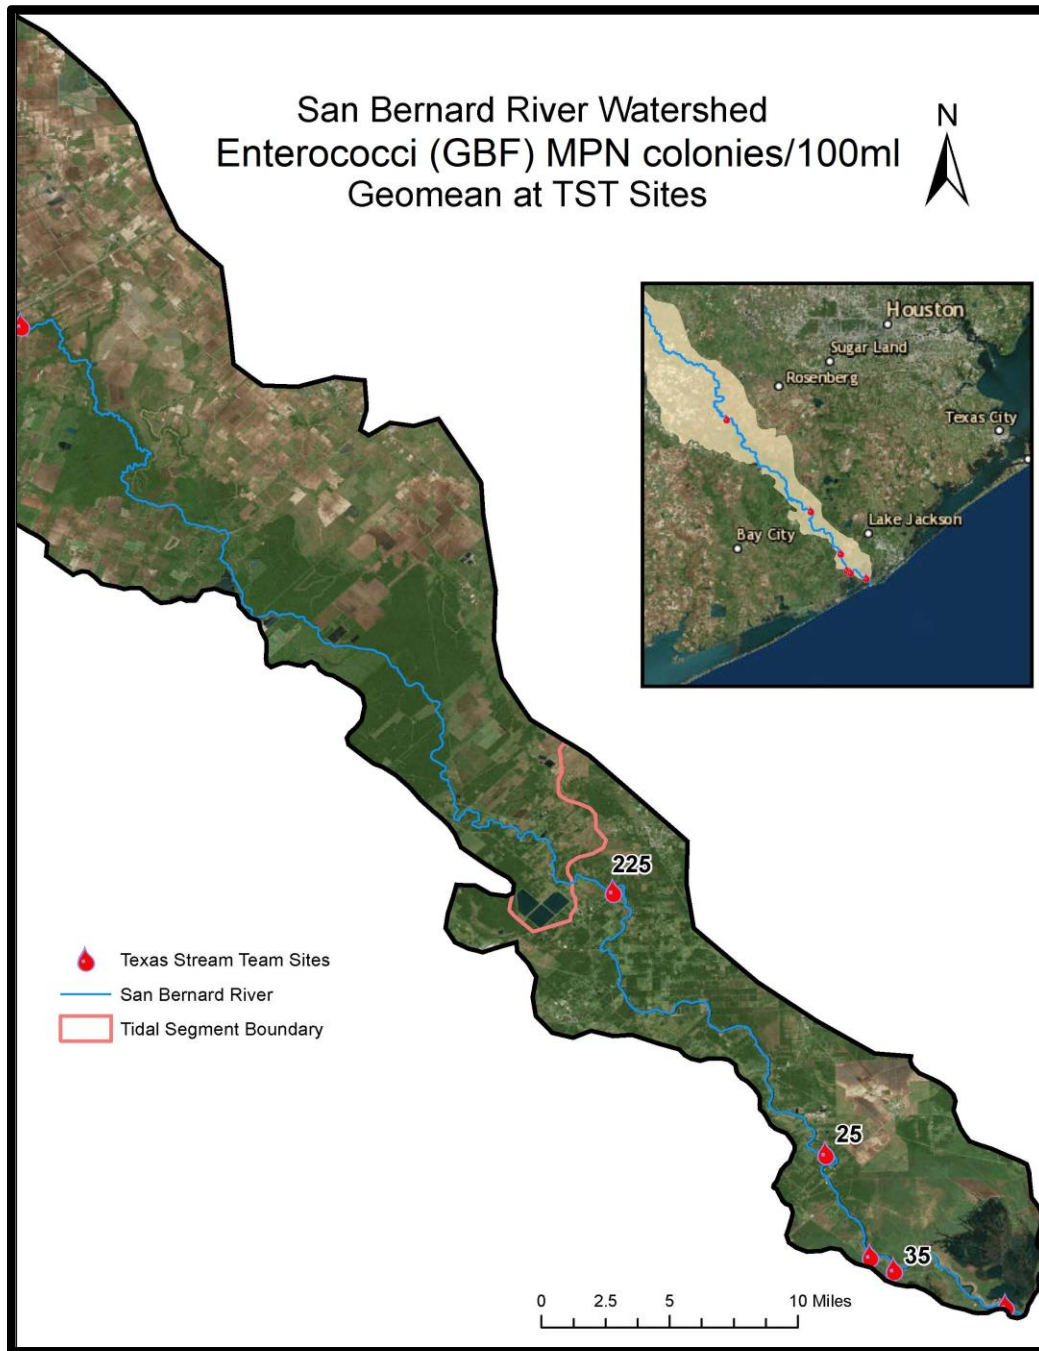 San Bernard River Watershed
Enterococci (GBF) MPN colonies/100ml
Geomean at TST Sites
N
Houston
Sugar Land
Rosenberg
Texas City
Bay City
Lake Jackson
225
Texas Stream Team Sites
San Bernard River
Tidal Segment Boundary
25
35
0 2.5 5 10 Miles